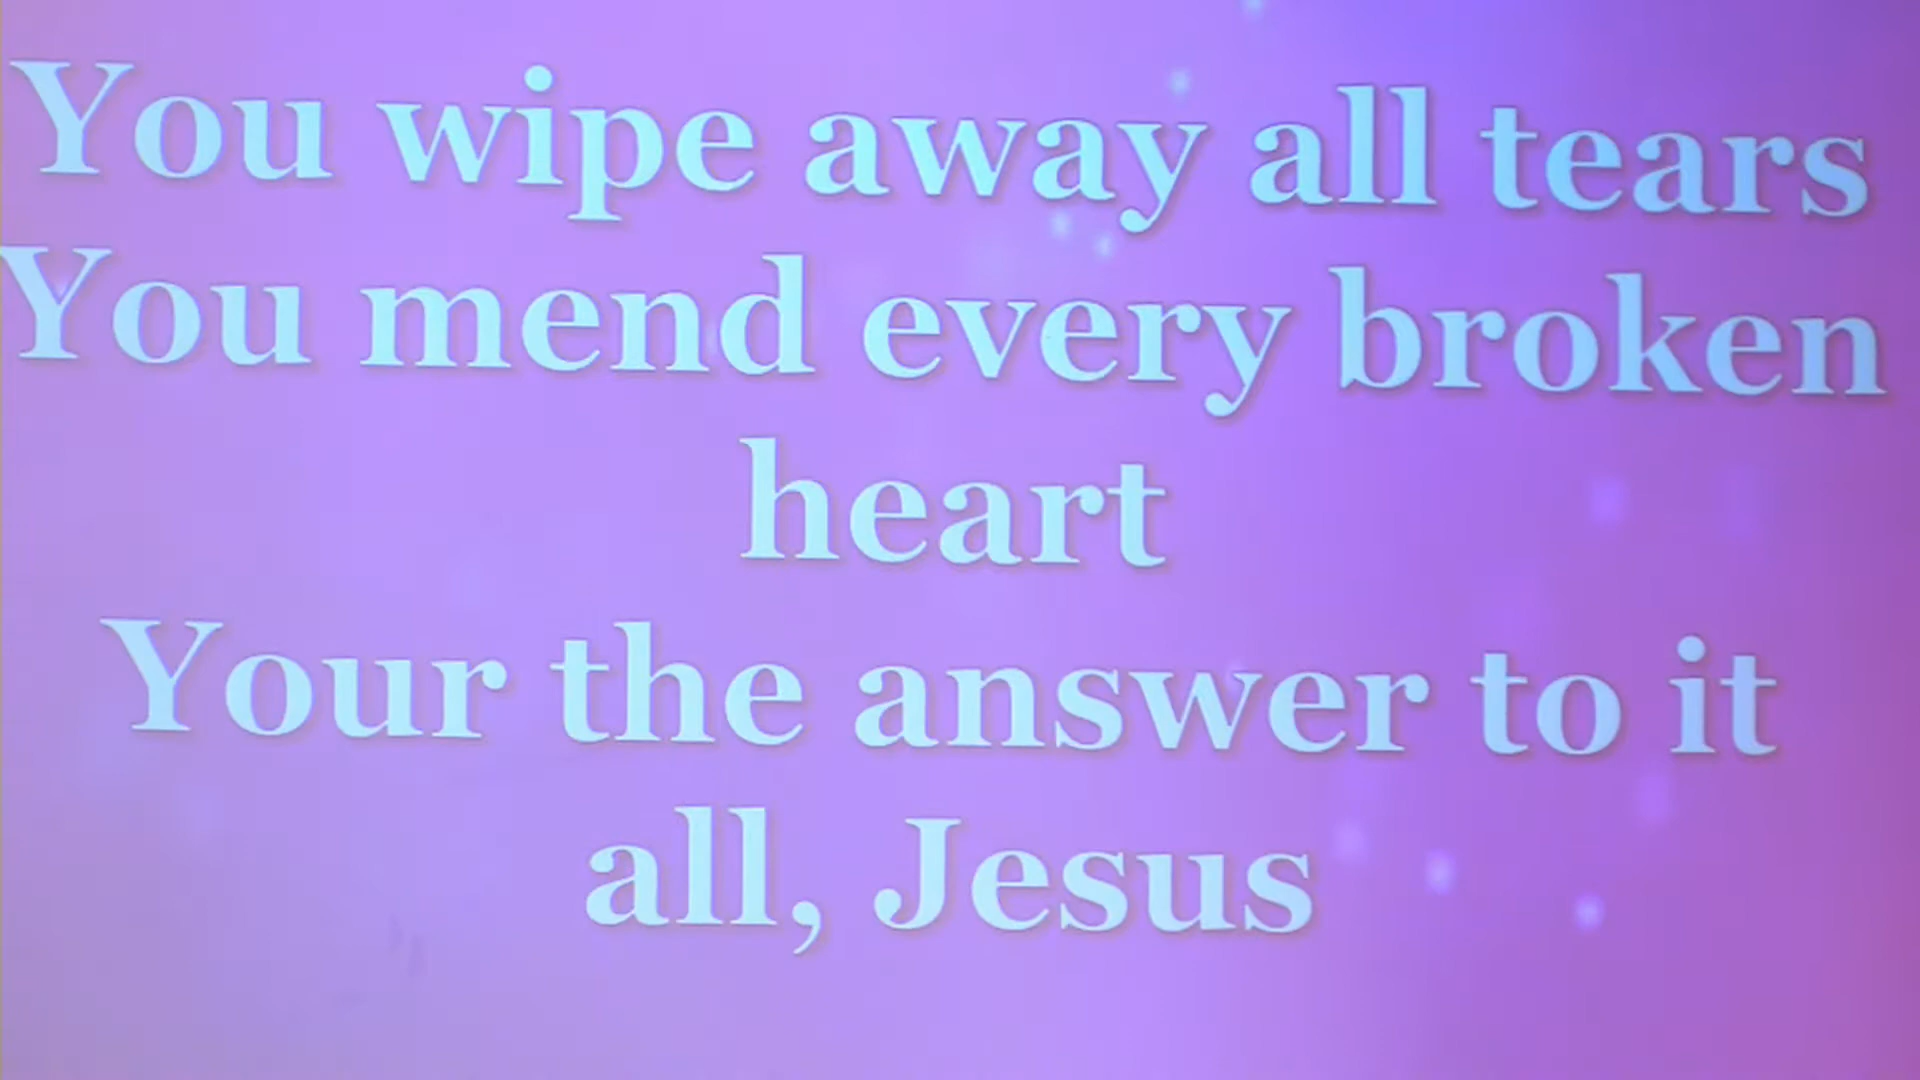 You wipe away all tears
You mend every broken
heart
Your the answer to it
all, Jesus